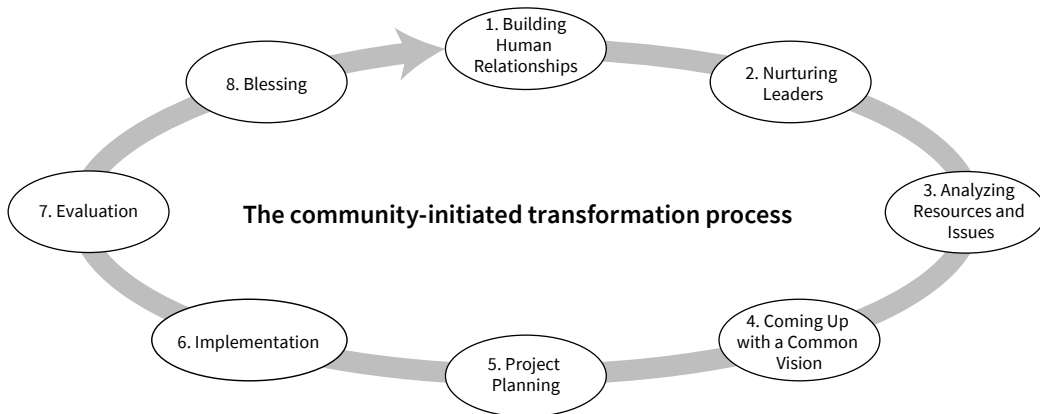 1. Building
Human
Relationships
2. Nurturing
Leaders
3. Analyzing
Resources and
Issues
4. Coming Up
with a Common
Vision
5. Project
Planning
6. Implementation
7. Evaluation
8. Blessing
The community-initiated transformation process